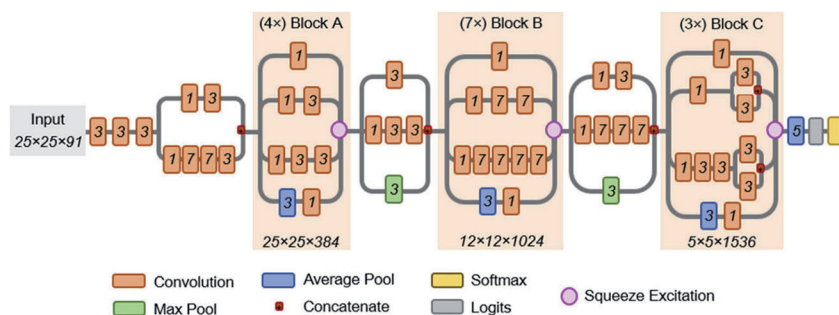 (4×) Block A
(7×) Block B
(3×) Block C
Input
25×25×91
3 3 3
1 3
1 7 7 3
1
1 3
1 3 3
3 1
25×25×384
3
1 3 3
3
1
1 7 7
1 7 7 7 7
3 1
12×12×1024
1 3
1 7 7 7
3
1
1 3 3
1 3 3 3 3
3 1
5×5×1536
5
Convolution
Average Pool
Softmax
Max Pool
Concatenate
Logits
Squeeze Excitation